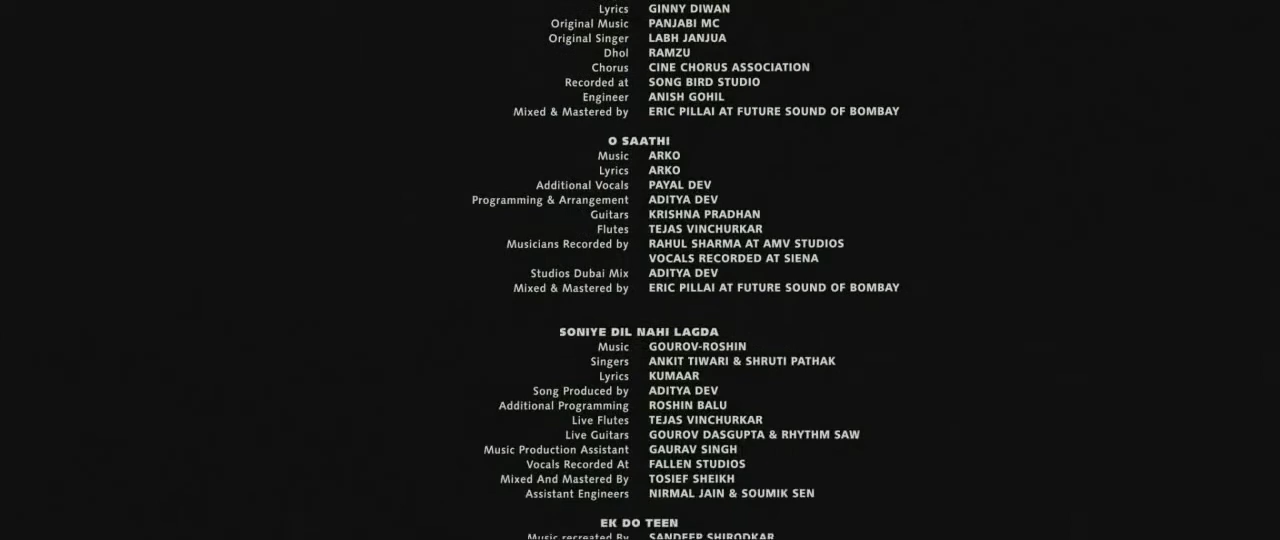 Lyrics GINNY DIWAN
Original Music PANJABI MC
Original Singer LABH JANJUA
Dhol RAMZU
Chorus CINE CHORUS ASSOCIATION
Recorded at SONG BIRD STUDIO
Engineer ANISH GOHIL
Mixed & Mastered by ERIC PILLAI AT FUTURE SOUND OF BOMBAY
O SAATHI
Music ARKO
Lyrics ARKO
Additional Vocals PAYAL DEV
Programming & Arrangement ADITYA DEV
Guitars KRISHNA PRADHAN
Flutes TEJAS VINCHURKAR
Musicians Recorded by RAHUL SHARMA AT AMV STUDIOS
VOCALS RECORDED AT SIENA
Studios Dubai Mix ADITYA DEV
Mixed & Mastered by ERIC PILLAI AT FUTURE SOUND OF BOMBAY
SONIYE DIL NAHI LAGDA
Music GOUROV-ROSHIN
Singers ANKIT TIWARI & SHRUTI PATHAK
Lyrics KUMAAR
Song Produced by ADITYA DEV
Additional Programming ROSHIN BALU
Live Flutes TEJAS VINCHURKAR
Live Guitars GOUROV DASGUPTA & RHYTHM SAW
Music Production Assistant GAURAV SINGH
Vocals Recorded At FALLEN STUDIOS
Mixed And Mastered By TOSIEF SHEIKH
Assistant Engineers NIRMAL JAIN & SOUMIK SEN
EK DO TEEN
Music recreated By SANDEEP SHIRODKAR